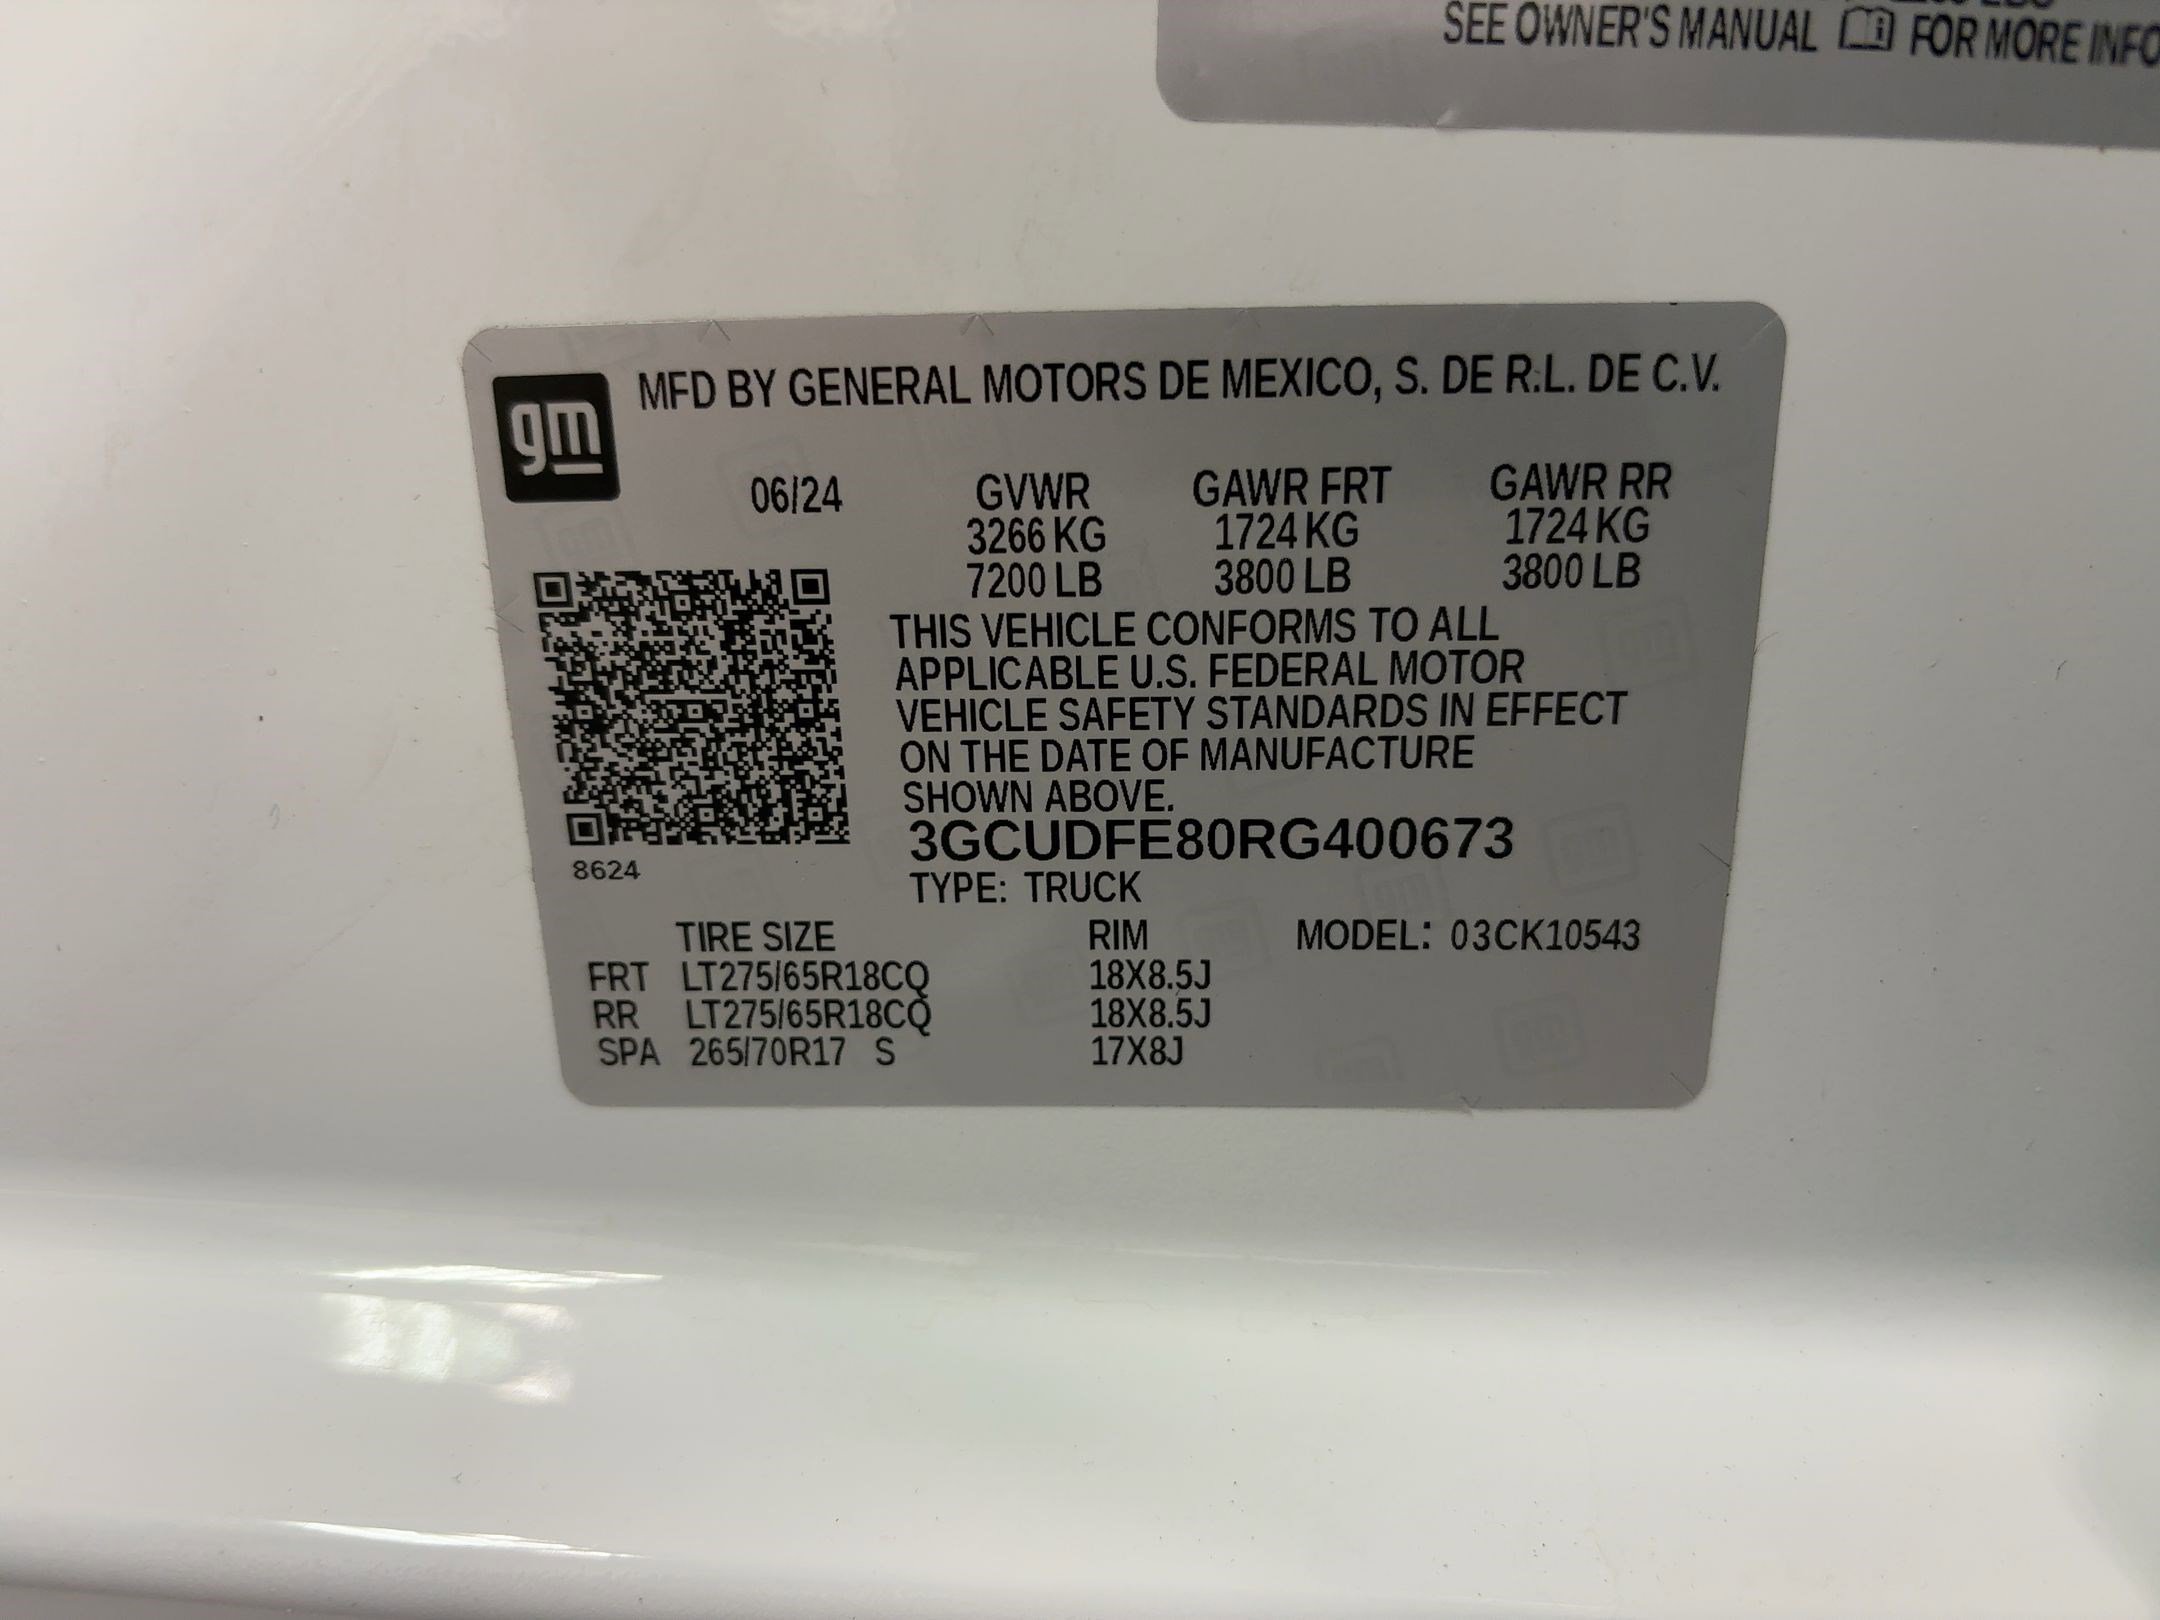 SEE OWNER'S MANUAL FOR MORE INFO
gm
MFD BY GENERAL MOTORS DE MEXICO, S. DE R.L. DE C.V.
06/24 GVWR GAWR FRT GAWR RR
3266 KG 1724 KG 1724 KG
7200 LB 3800 LB 3800 LB
THIS VEHICLE CONFORMS TO ALL
APPLICABLE U.S. FEDERAL MOTOR
VEHICLE SAFETY STANDARDS IN EFFECT
ON THE DATE OF MANUFACTURE
SHOWN ABOVE.
3GCUDFE80RG400673
8624
TYPE: TRUCK
TIRE SIZE RIM MODEL: 03CK10543
FRT LT275/65R18CQ 18X8.5J
RR LT275/65R18CQ 18X8.5J
SPA 265/70R17 S 17X8J